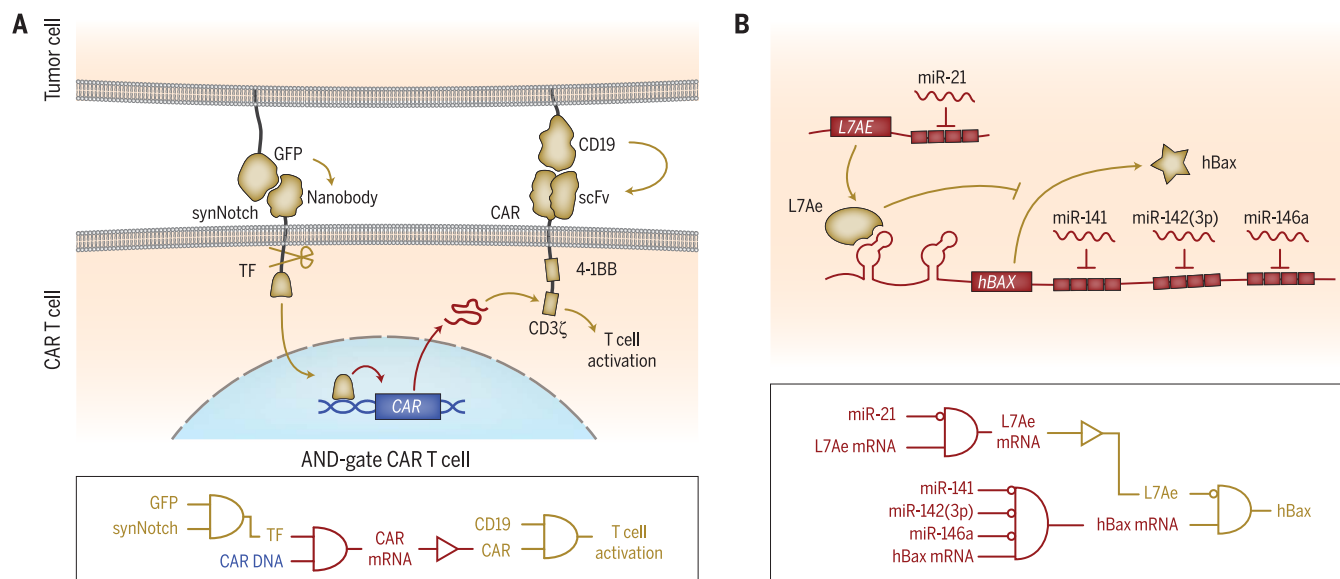 A
Tumor cell
CAR T cell
GFP
Nanobody
synNotch
TF
CD19
scFv
CAR
4-1BB
CD3ζ
T cell
activation
CAR
AND-gate CAR T cell
GFP
synNotch
TF
CAR DNA
CAR
mRNA
CD19
CAR
T cell
activation
B
miR-21
L7AE
hBax
L7Ae
miR-141
miR-142(3p)
miR-146a
hBAX
miR-21
L7Ae mRNA
L7Ae
mRNA
miR-141
miR-142(3p)
miR-146a
hBax mRNA
hBax mRNA
L7Ae
hBax